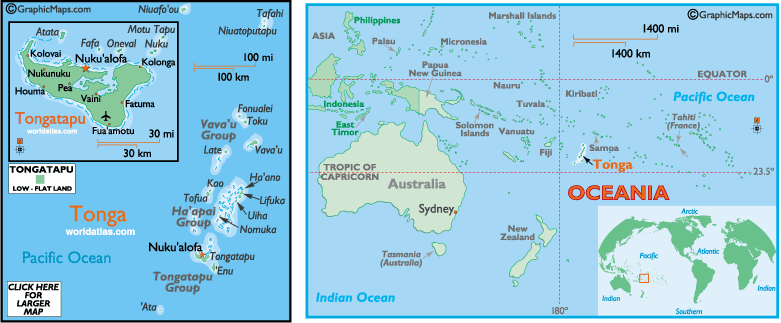 ©GraphicMaps.com
Niuafo'ou
Tafahi
Niuatoputapu
Atata
Motu Tapu
Fafa
Oneval
Nuku
Kolovai
Nuku'alofa
Kolonga
Nukunuku
Houma
Pea
Vaini
Fatuma
Tongatapu
worldatlas.com
Fua'amotu
30 mi
30 km
100 mi
100 km
TONGATAPU
LOW - FLAT LAND
Fonualei
Toku
Vava'u
Group
Late
Vava'u
Ha'ano
Kao
Tofua
Lifuka
Ha'apai
Group
Uiha
Nomuka
Tonga
worldatlas.com
Nuku'alofa
Pacific Ocean
Tongatapu
'Enu
Tongatapu
Group
CLICK HERE
FOR
LARGER
MAP
'Ata
©GraphicMaps.com
Philippines
Marshall Islands
1400 mi
1400 km
ASIA
Palau
Micronesia
Papua
New Guinea
EQUATOR
0°
Nauru
Kiribati
Pacific Ocean
Indonesia
Tuvalu
East
Timor
Solomon
Islands
Vanuatu
Tahiti
(France)
Fiji
Sampa
Tonga
TROPIC OF
CAPRICORN
23.5°
Australia
OCEANIA
Sydney
New
Zealand
Tasmania
(Australia)
Indian Ocean
180°
Arctic
Pacific
Atlantic
Indian
Indian
Southern